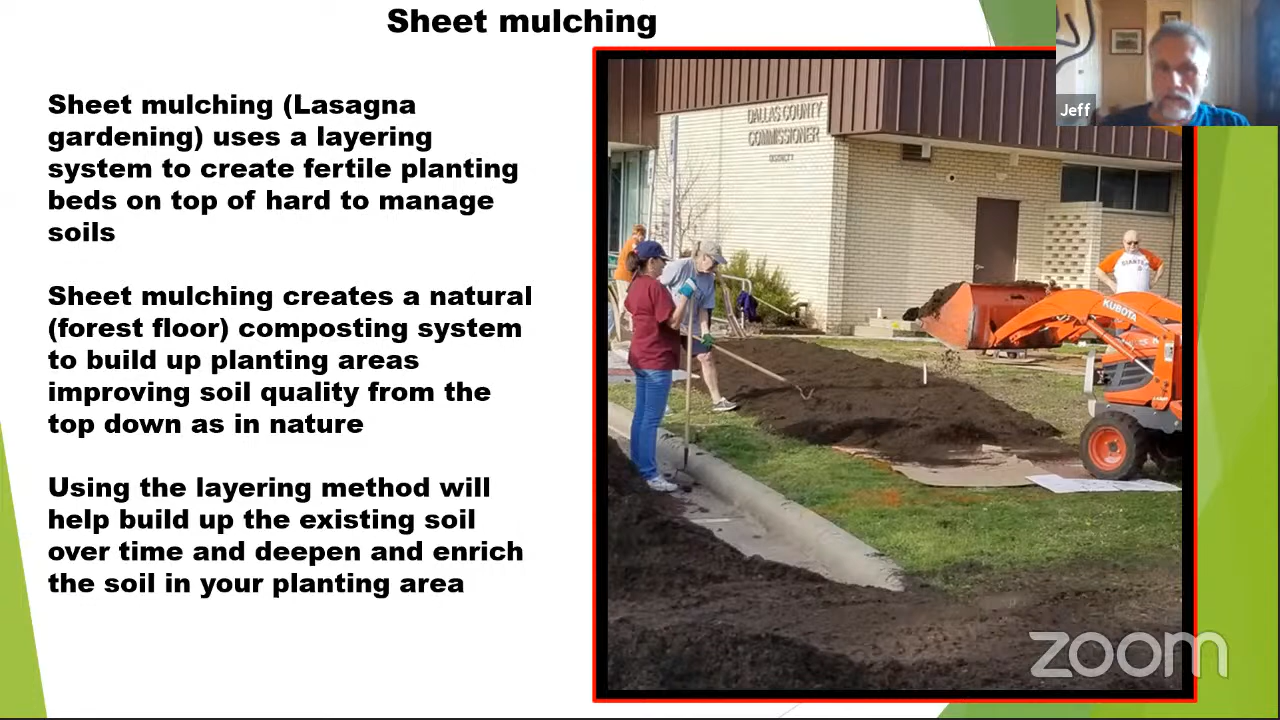 Sheet mulching
Sheet mulching (Lasagna
gardening) uses a layering
system to create fertile planting
beds on top of hard to manage
soils
Sheet mulching creates a natural
(forest floor) composting system
to build up planting areas
improving soil quality from the
top down as in nature
Using the layering method will
help build up the existing soil
over time and deepen and enrich
the soil in your planting area
Jeff
DALLAS COUNTY
COMMISSIONER
GIANTS
KUBOTA
zoom